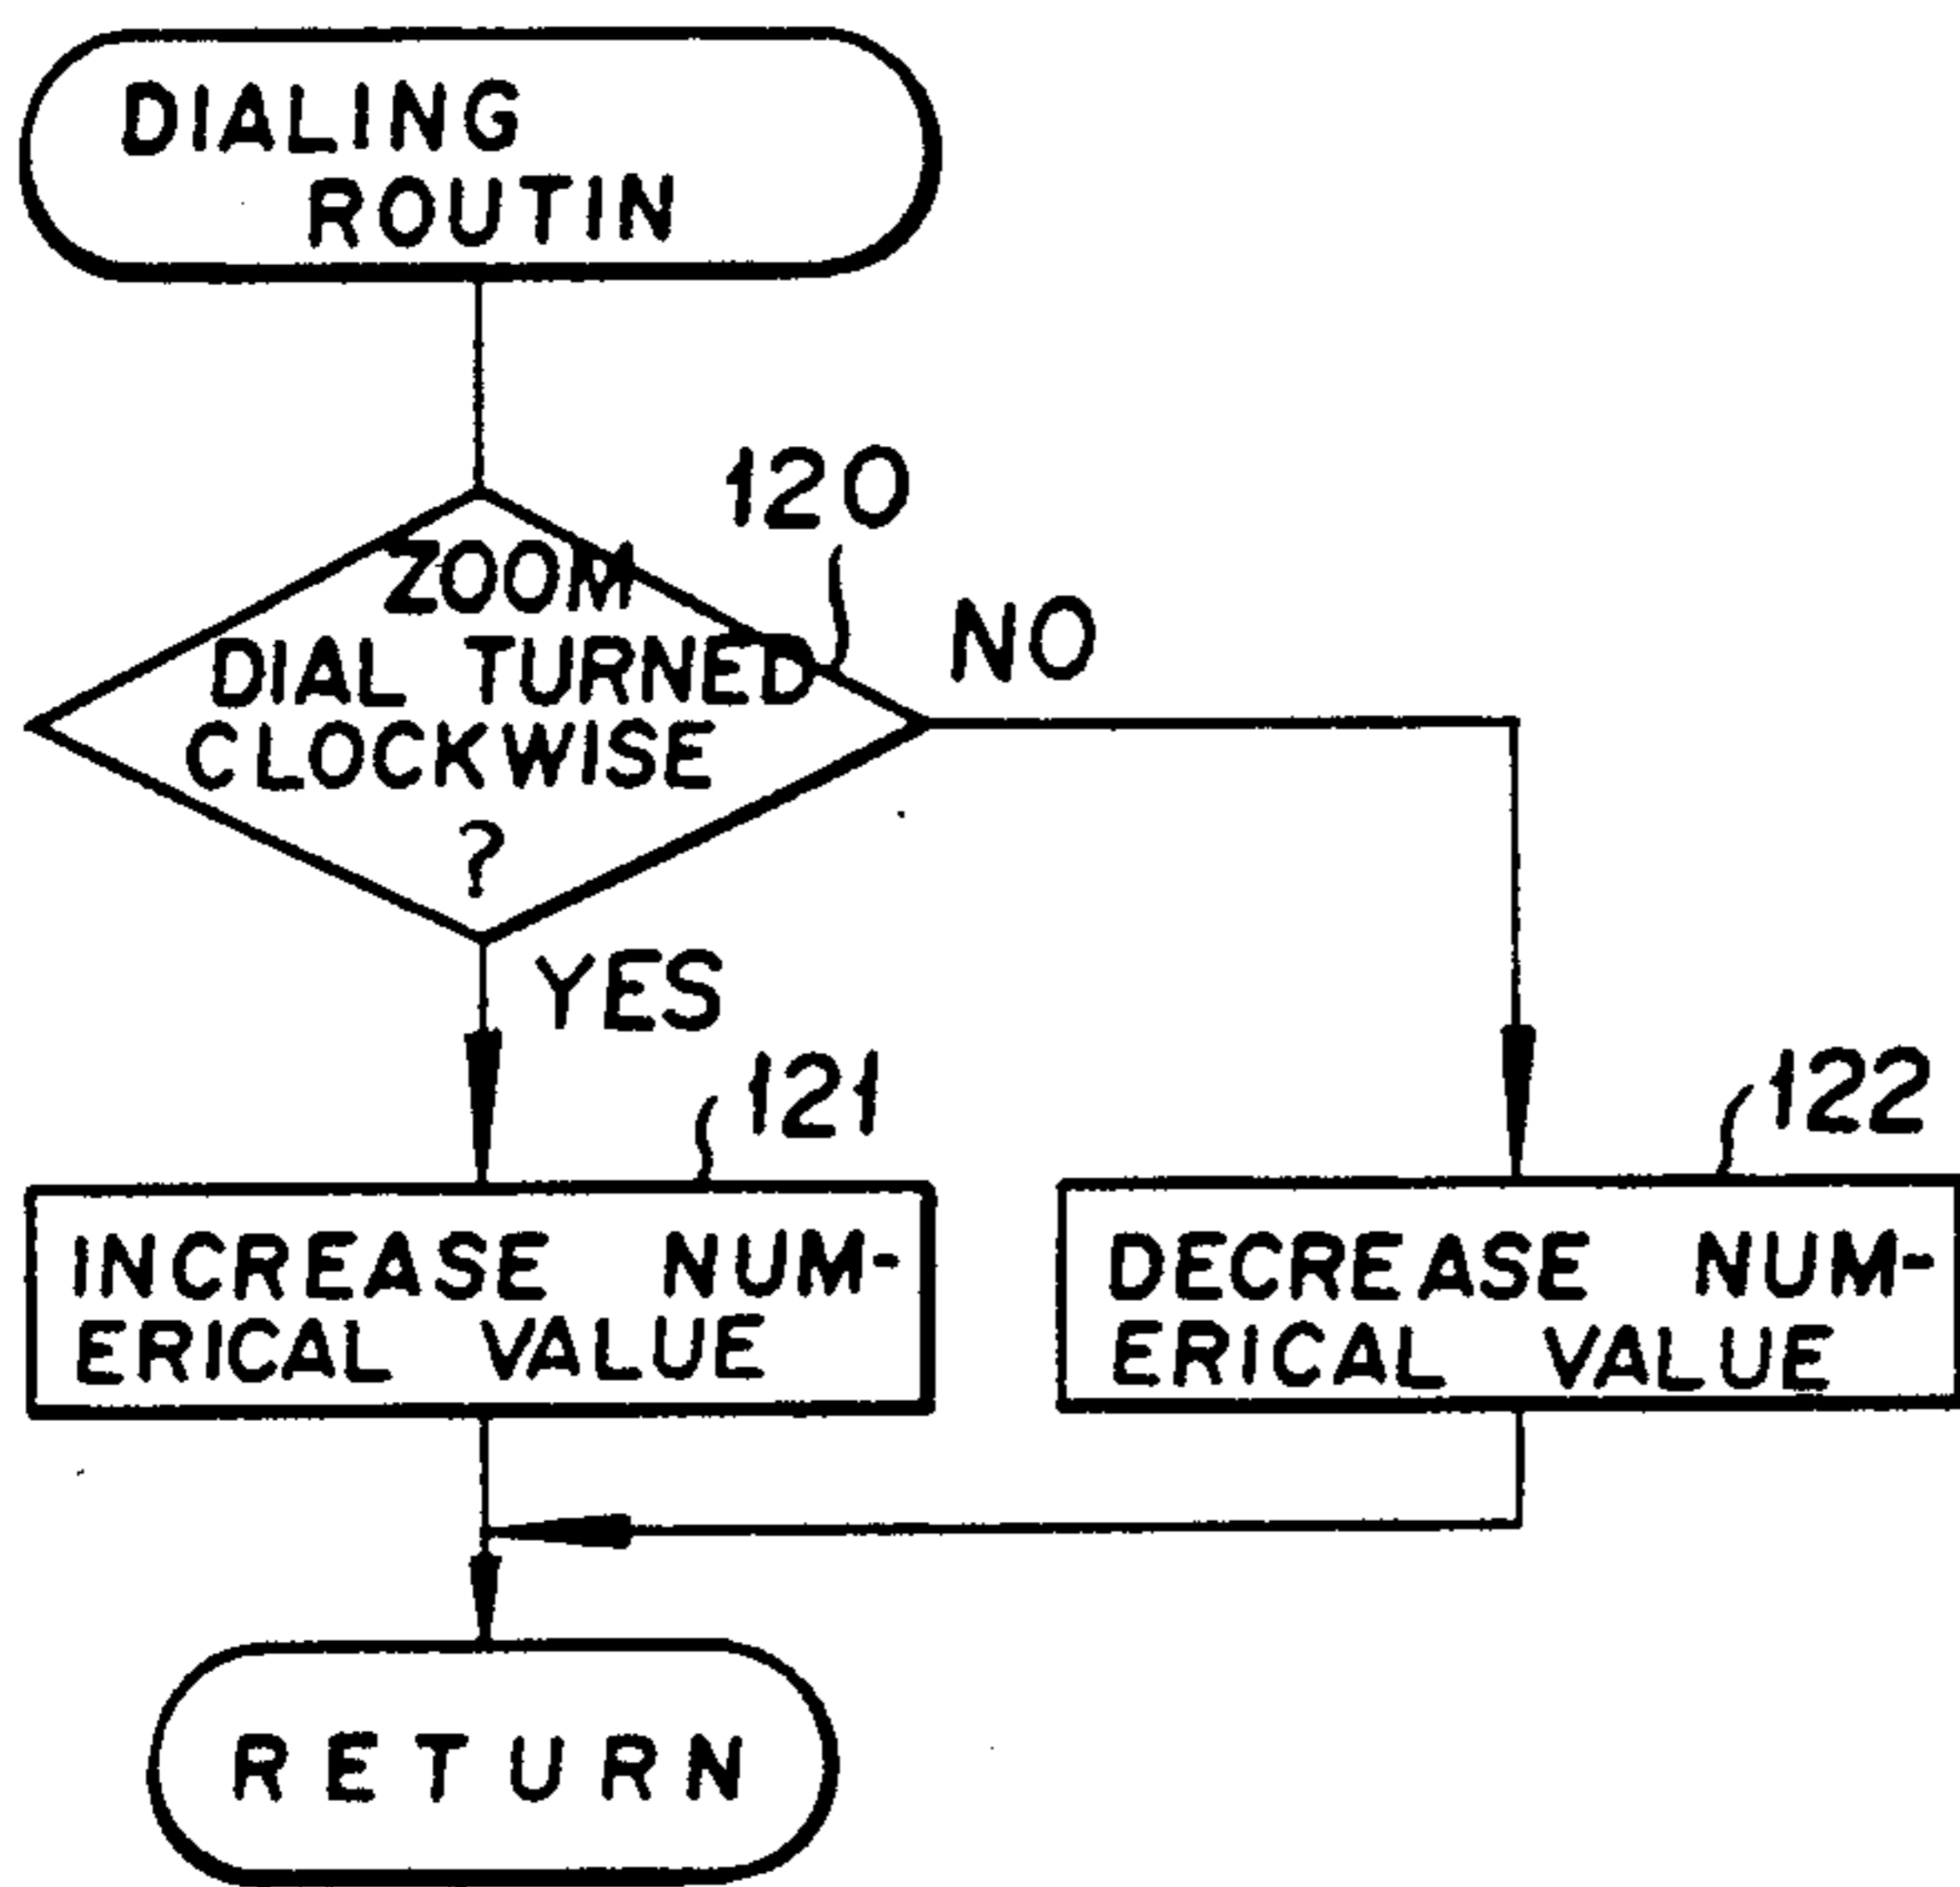 DIALING
ROUTIN
120
ZOOM
DIAL TURNED
CLOCKWISE
?
NO
YES
121
122
INCREASE NUM-
ERICAL VALUE
DECREASE NUM-
ERICAL VALUE
RETURN